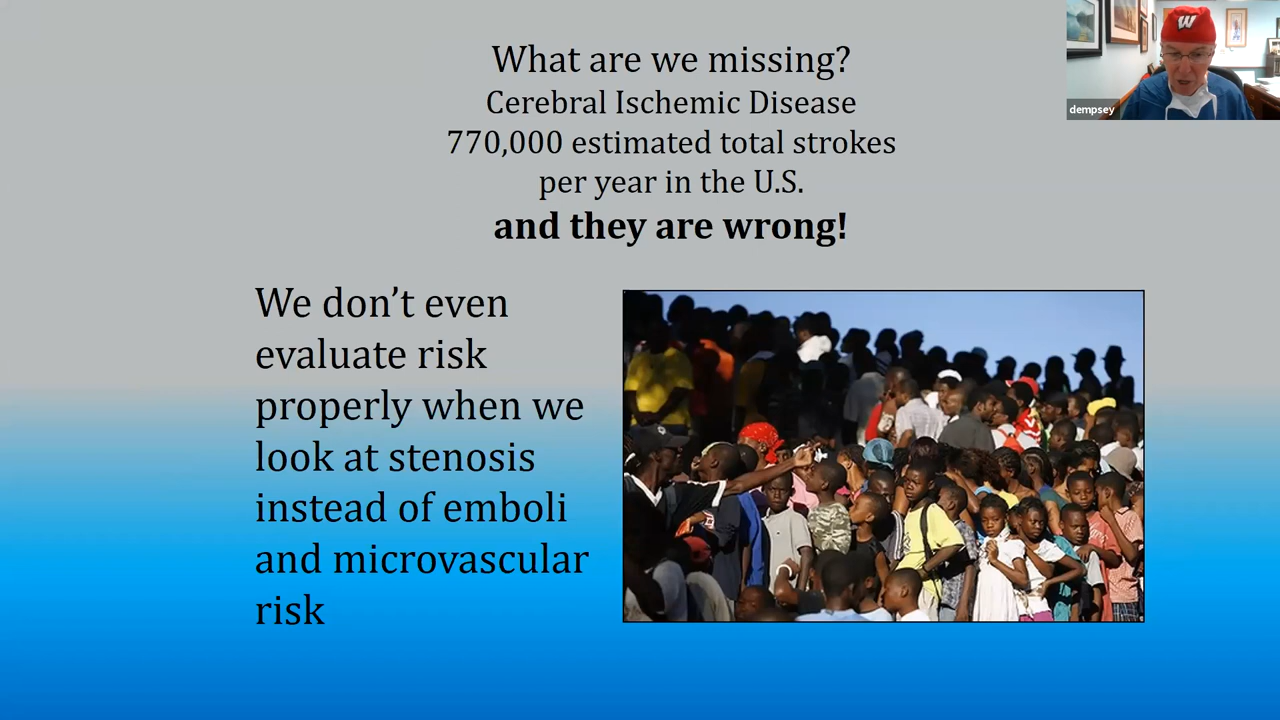 What are we missing?
Cerebral Ischemic Disease
770,000 estimated total strokes
per year in the U.S.
and they are wrong!
We don’t even
evaluate risk
properly when we
look at stenosis
instead of emboli
and microvascular
risk
W
dempsey